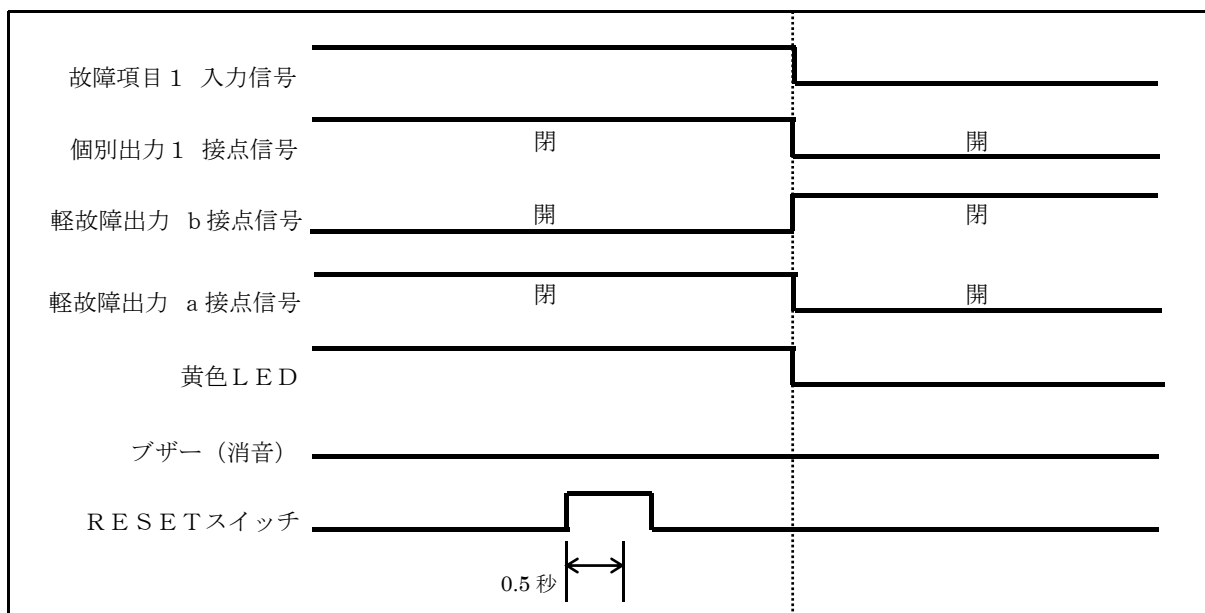 故障項目１ 入力信号
個別出力１ 接点信号
閉
開
軽故障出力 ｂ接点信号
開
閉
軽故障出力 ａ接点信号
閉
開
黄色ＬＥＤ
ブザー（消音）
ＲＥＳＥＴスイッチ
0.5 秒